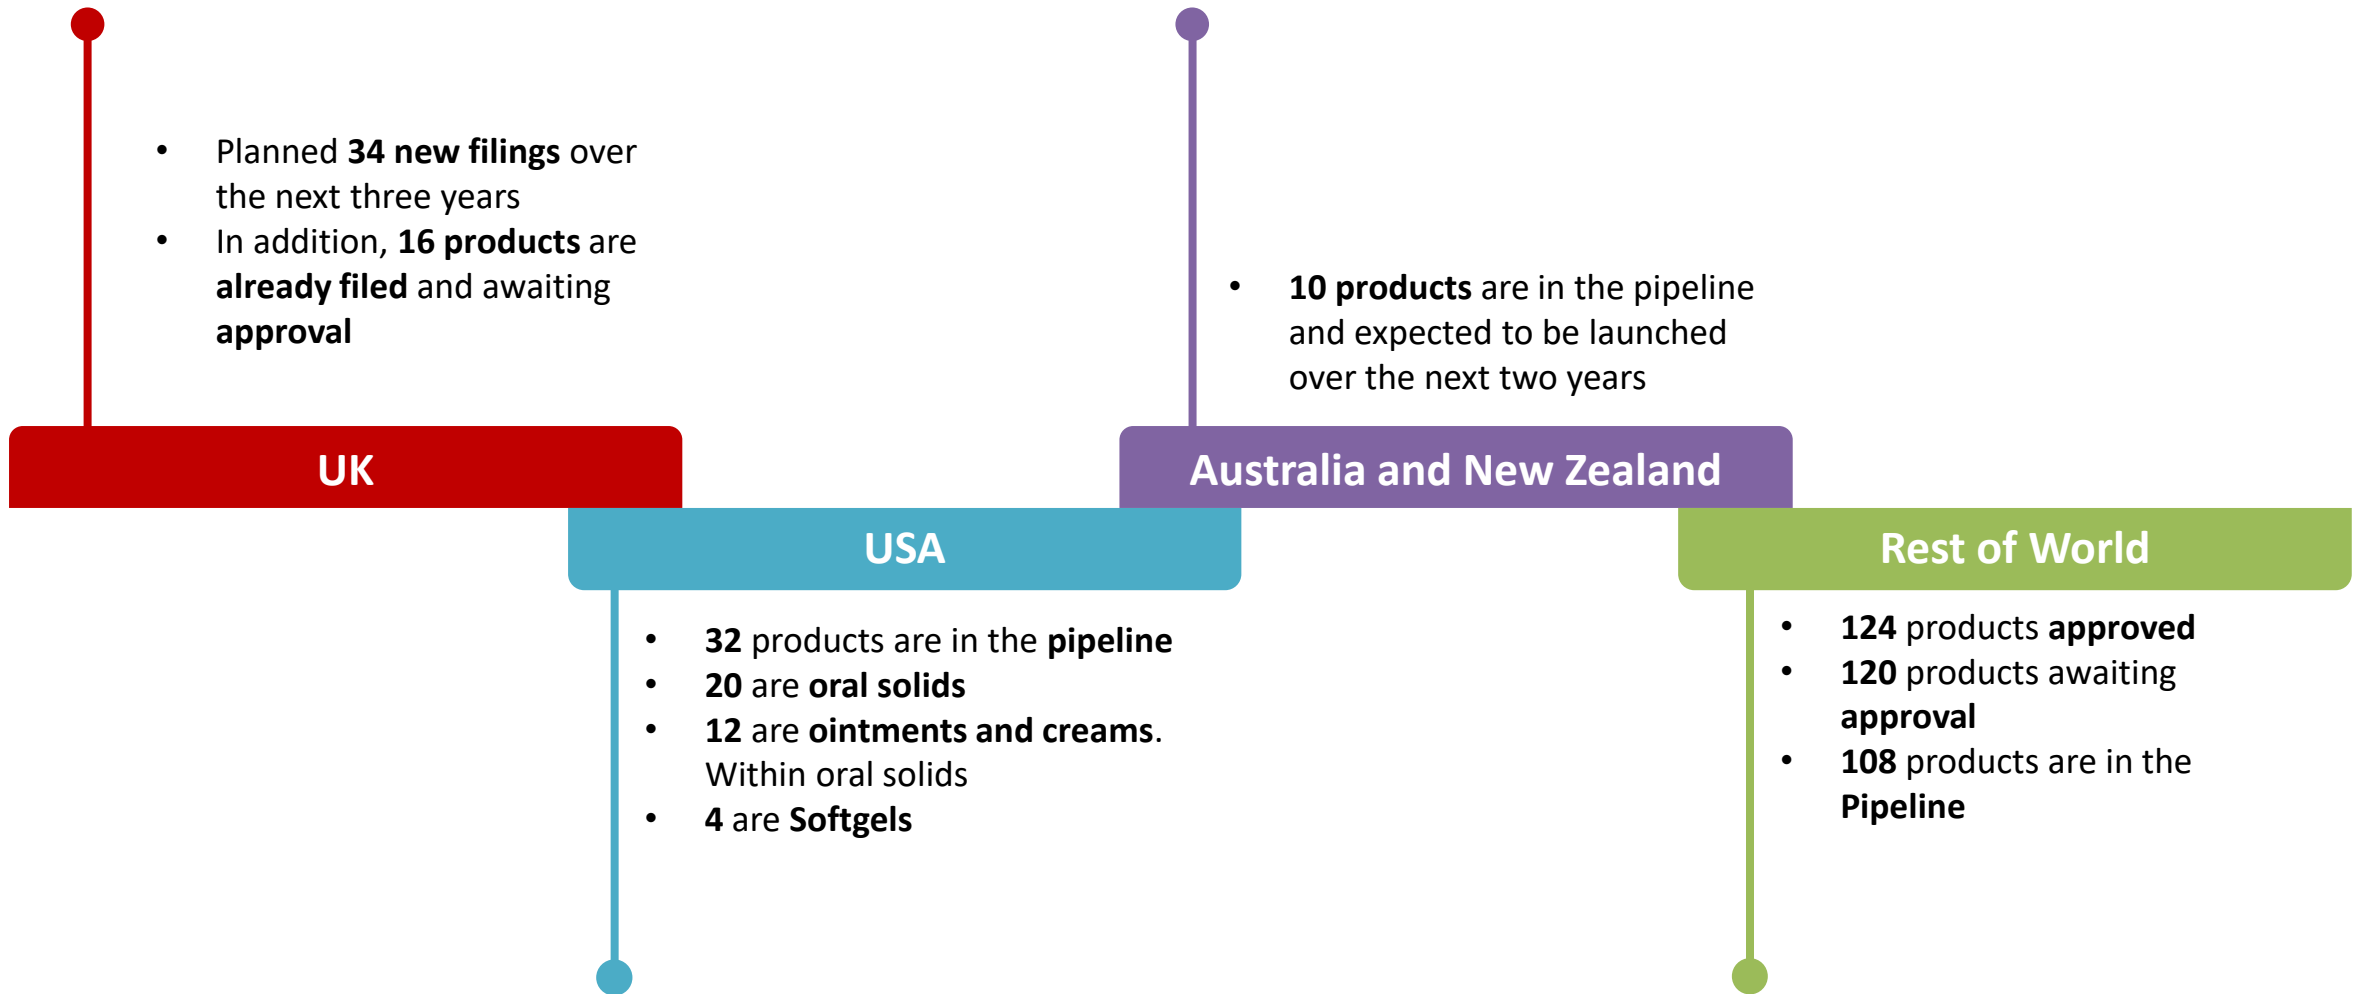 • Planned 34 new filings over
the next three years
• In addition, 16 products are
already filed and awaiting
approval
UK
USA
• 32 products are in the pipeline
• 20 are oral solids
• 12 are ointments and creams.
Within oral solids
• 4 are Softgels
• 10 products are in the pipeline
and expected to be launched
over the next two years
Australia and New Zealand
Rest of World
• 124 products approved
• 120 products awaiting
approval
• 108 products are in the
Pipeline